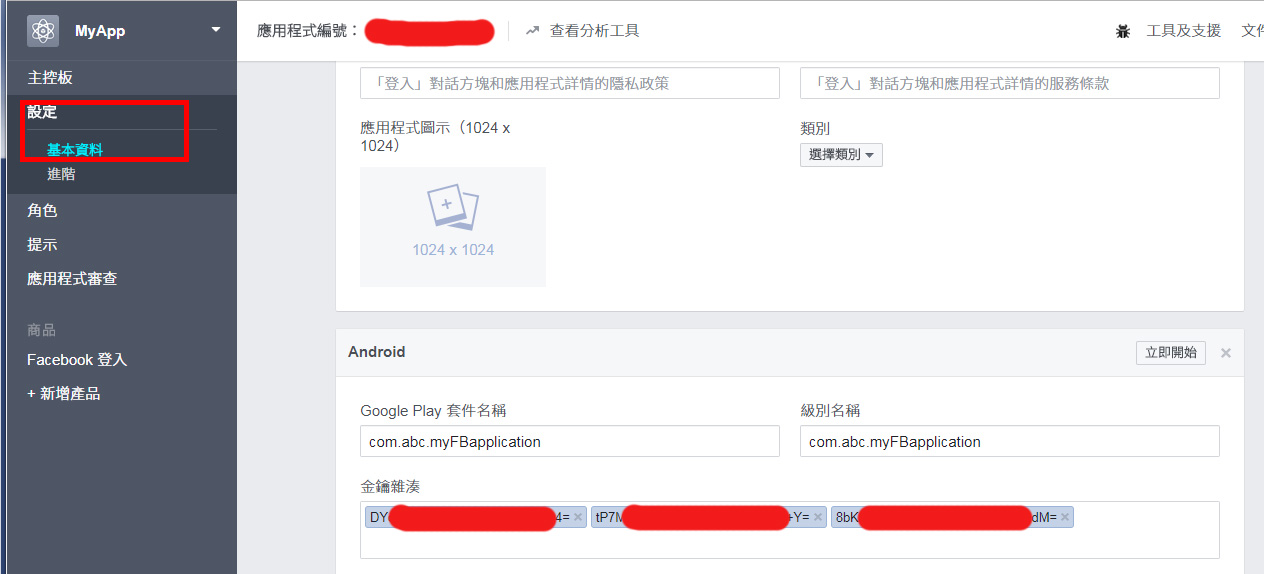 MyApp
應用程式編號：
查看分析工具
工具及支援
主控板
設定
基本資料
進階
角色
提示
應用程式審查
商品
Facebook 登入
+ 新增產品
「登入」對話方塊和應用程式詳情的隱私政策
「登入」對話方塊和應用程式詳情的服務條款
應用程式圖示（1024 x
1024）
類別
選擇類別
1024 x 1024
Android
立即開始
Google Play 套件名稱
級別名稱
com.abc.myFBapplication
com.abc.myFBapplication
金鑰雜湊
DY 4= × tP7M +Y= × 8bK dM= ×